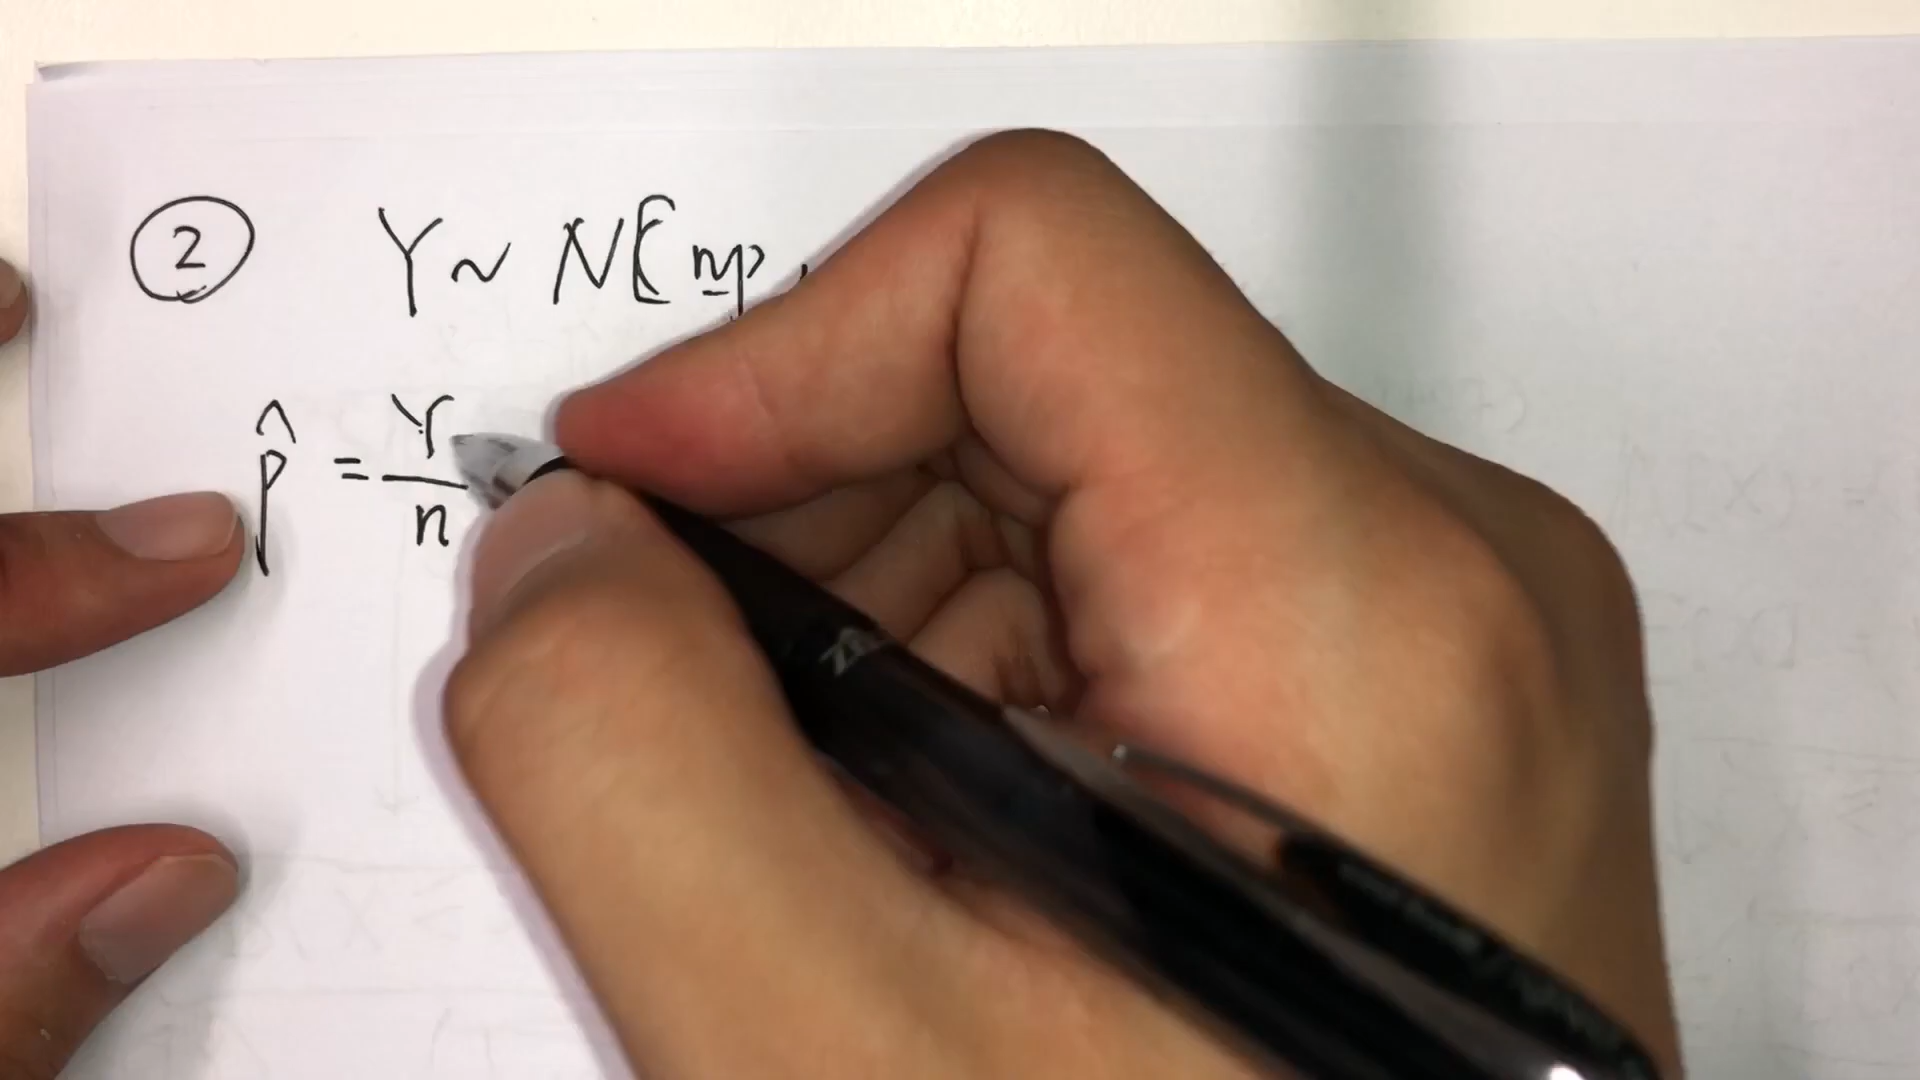 ② Y ~ N[np,
p̂ = Y/n